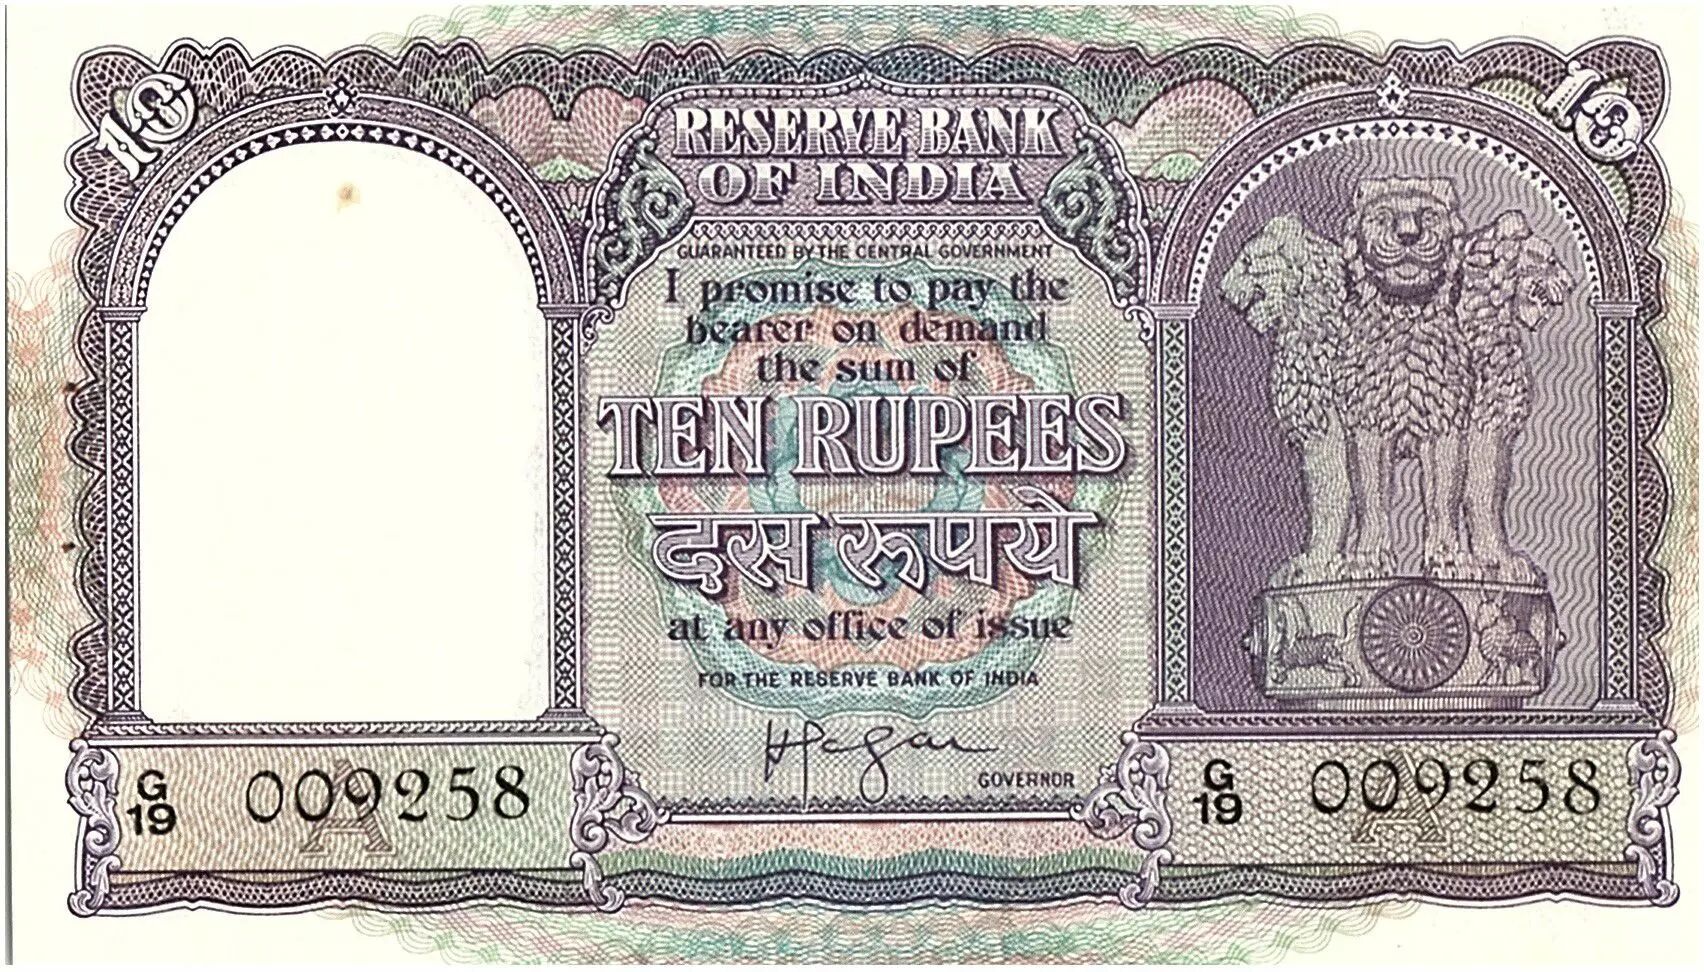 10
10
RESERVE BANK
OF INDIA
GUARANTEED BY THE CENTRAL GOVERNMENT
I promise to pay the
bearer on demand
the sum of
TEN RUPEES
दस रूपये
at any office of issue
FOR THE RESERVE BANK OF INDIA
GOVERNOR
G/19 009258
A
G/19 009258
A